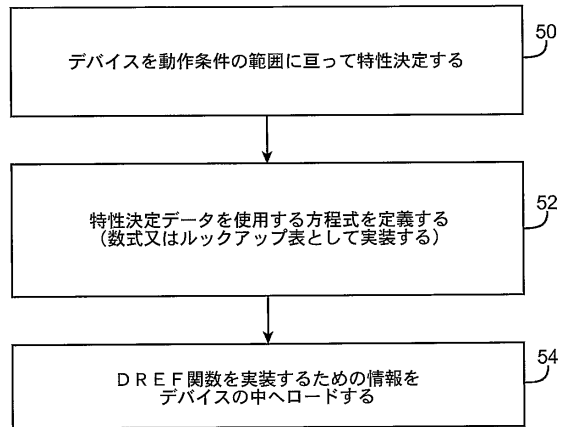 デバイスを動作条件の範囲に亘って特性決定する
50
特性決定データを使用する方程式を定義する
（数式又はルックアップ表として実装する）
52
ＤＲＥＦ関数を実装するための情報を
デバイスの中へロードする
54